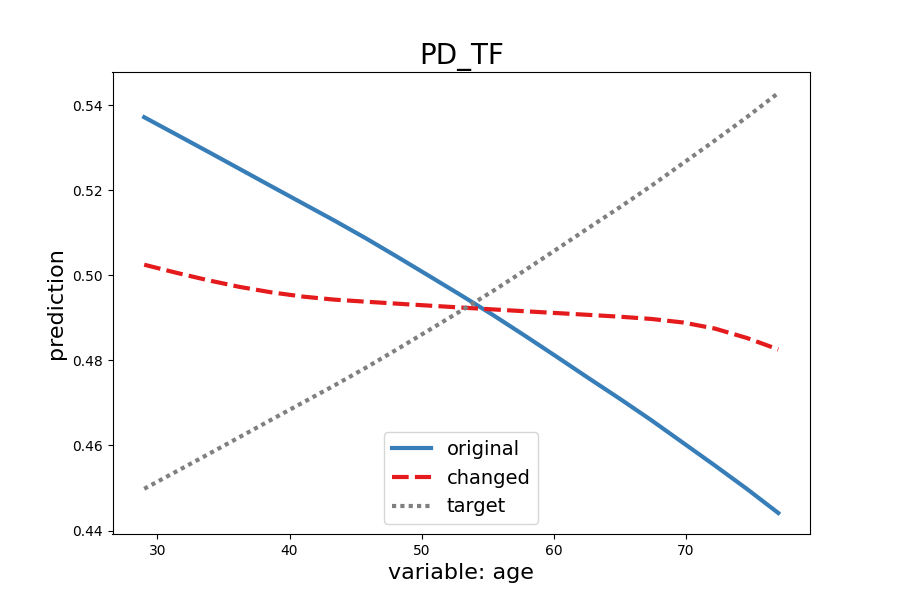 PD_TF
prediction
0.54
0.52
0.50
0.48
0.46
0.44
original
changed
target
30 40 50 60 70
variable: age